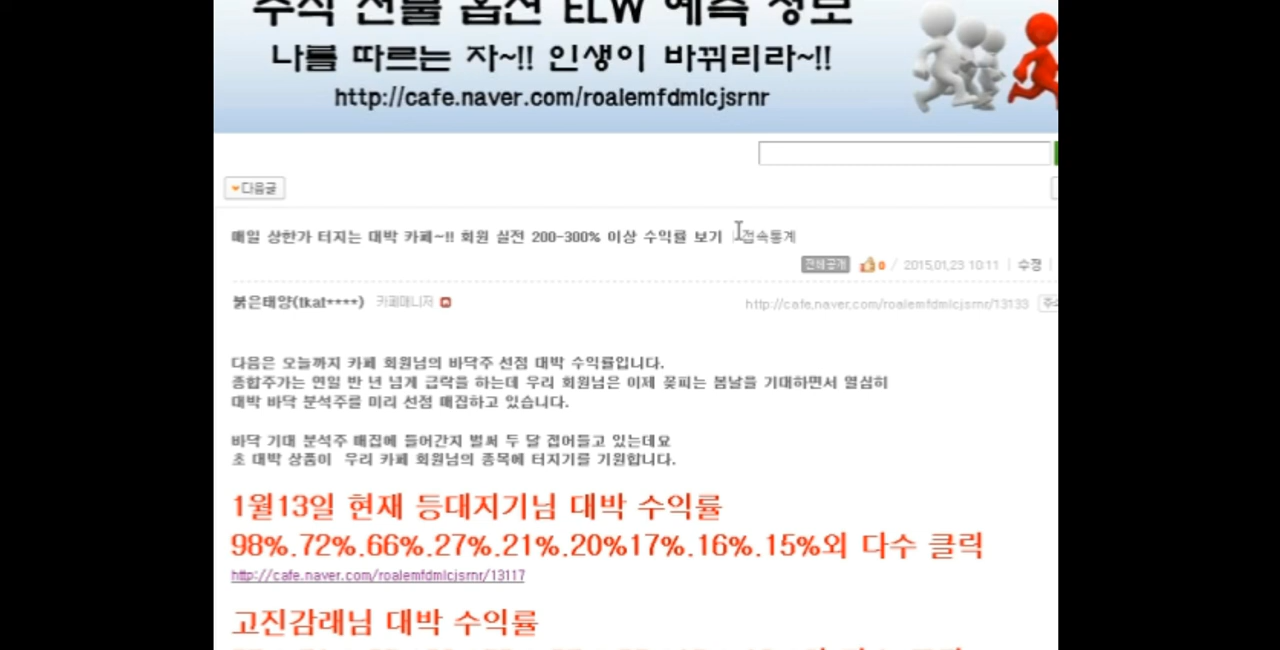 주식 선물 옵션 ELW 예측 정보
나를 따르는 자~!! 인생이 바뀌리라~!!
http://cafe.naver.com/roalemfdmlcjsrnr
다음글
매일 상한가 터지는 대박 카페~!! 회원 실전 200-300% 이상 수익률 보기 접속통계
전체공개 0 / 2015.01.23 10:11 | 수정 |
붉은태양(tkat****) 카페매니저 http://cafe.naver.com/roalemfdmlcjsrnr/13133
다음은 오늘까지 카페 회원님의 바닥주 선점 대박 수익률입니다.
종합주가는 연일 반 년 넘게 급락을 하는데 우리 회원님은 이제 꽃피는 봄날을 기대하면서 열심히
대박 바닥 분석주를 미리 선점 매집하고 있습니다.
바닥 기대 분석주 매집에 들어간지 벌써 두 달 접어들고 있는데요
초 대박 상품이 우리 카페 회원님의 종목에 터지기를 기원합니다.
1월13일 현재 등대지기님 대박 수익률
98%.72%.66%.27%.21%.20%17%.16%.15%외 다수 클릭
http://cafe.naver.com/roalemfdmlcjsrnr/13117
고진감래님 대박 수익률